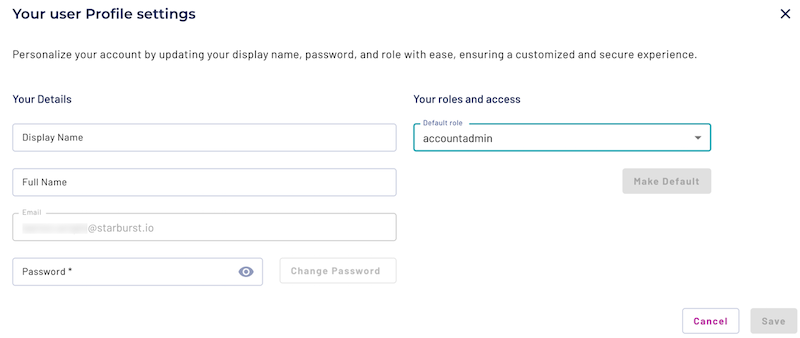 Your user Profile settings
Personalize your account by updating your display name, password, and role with ease, ensuring a customized and secure experience.
Your Details
Display Name
Full Name
Email
@starburst.io
Password *
Change Password
Your roles and access
Default role
accountadmin
Make Default
Cancel
Save